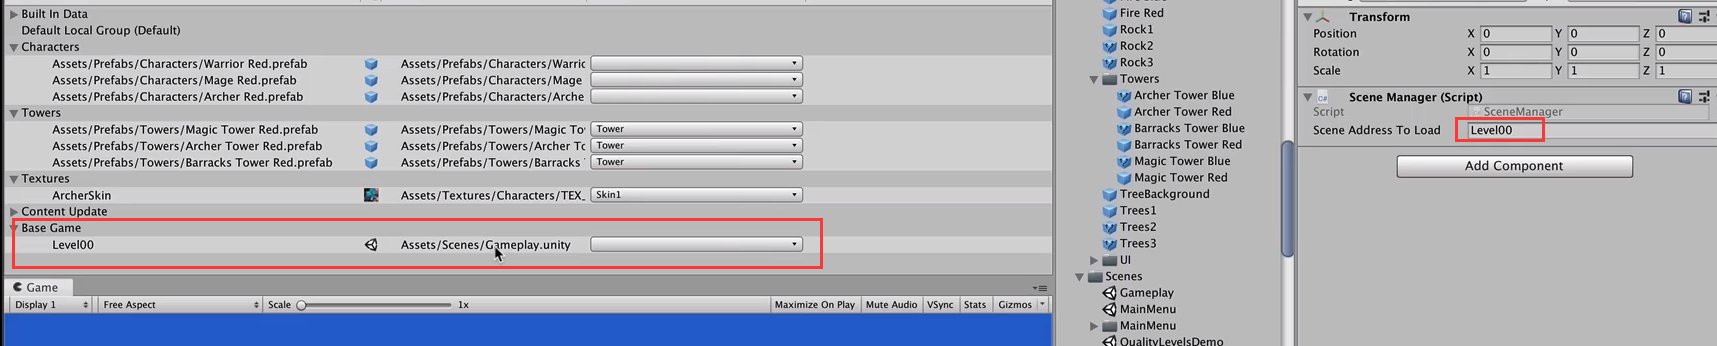 Built In Data
Default Local Group (Default)
Characters
Assets/Prefabs/Characters/Warrior Red.prefab Assets/Prefabs/Characters/Warric
Assets/Prefabs/Characters/Mage Red.prefab Assets/Prefabs/Characters/Mage
Assets/Prefabs/Characters/Archer Red.prefab Assets/Prefabs/Characters/Arche
Towers
Assets/Prefabs/Towers/Magic Tower Red.prefab Assets/Prefabs/Towers/Magic To Tower
Assets/Prefabs/Towers/Archer Tower Red.prefab Assets/Prefabs/Towers/Archer T Tower
Assets/Prefabs/Towers/Barracks Tower Red.prefab Assets/Prefabs/Towers/Barracks Tower
Textures
ArcherSkin Assets/Textures/Characters/TEX_ Skin1
Content Update
Base Game
Level00 Assets/Scenes/Gameplay.unity
Game
Display 1 Free Aspect Scale 1x Maximize On Play Mute Audio VSync Stats Gizmos
Fire Red
Rock1
Rock2
Rock3
Towers
Archer Tower Blue
Archer Tower Red
Barracks Tower Blue
Barracks Tower Red
Magic Tower Blue
Magic Tower Red
TreeBackground
Trees1
Trees2
Trees3
UI
Scenes
Gameplay
MainMenu
MainMenu
QualityLevelsDemo
Transform
Position X 0 Y 0 Z 0
Rotation X 0 Y 0 Z 0
Scale X 1 Y 1 Z 1
C#
Scene Manager (Script)
Script SceneManager
Scene Address To Load Level00
Add Component